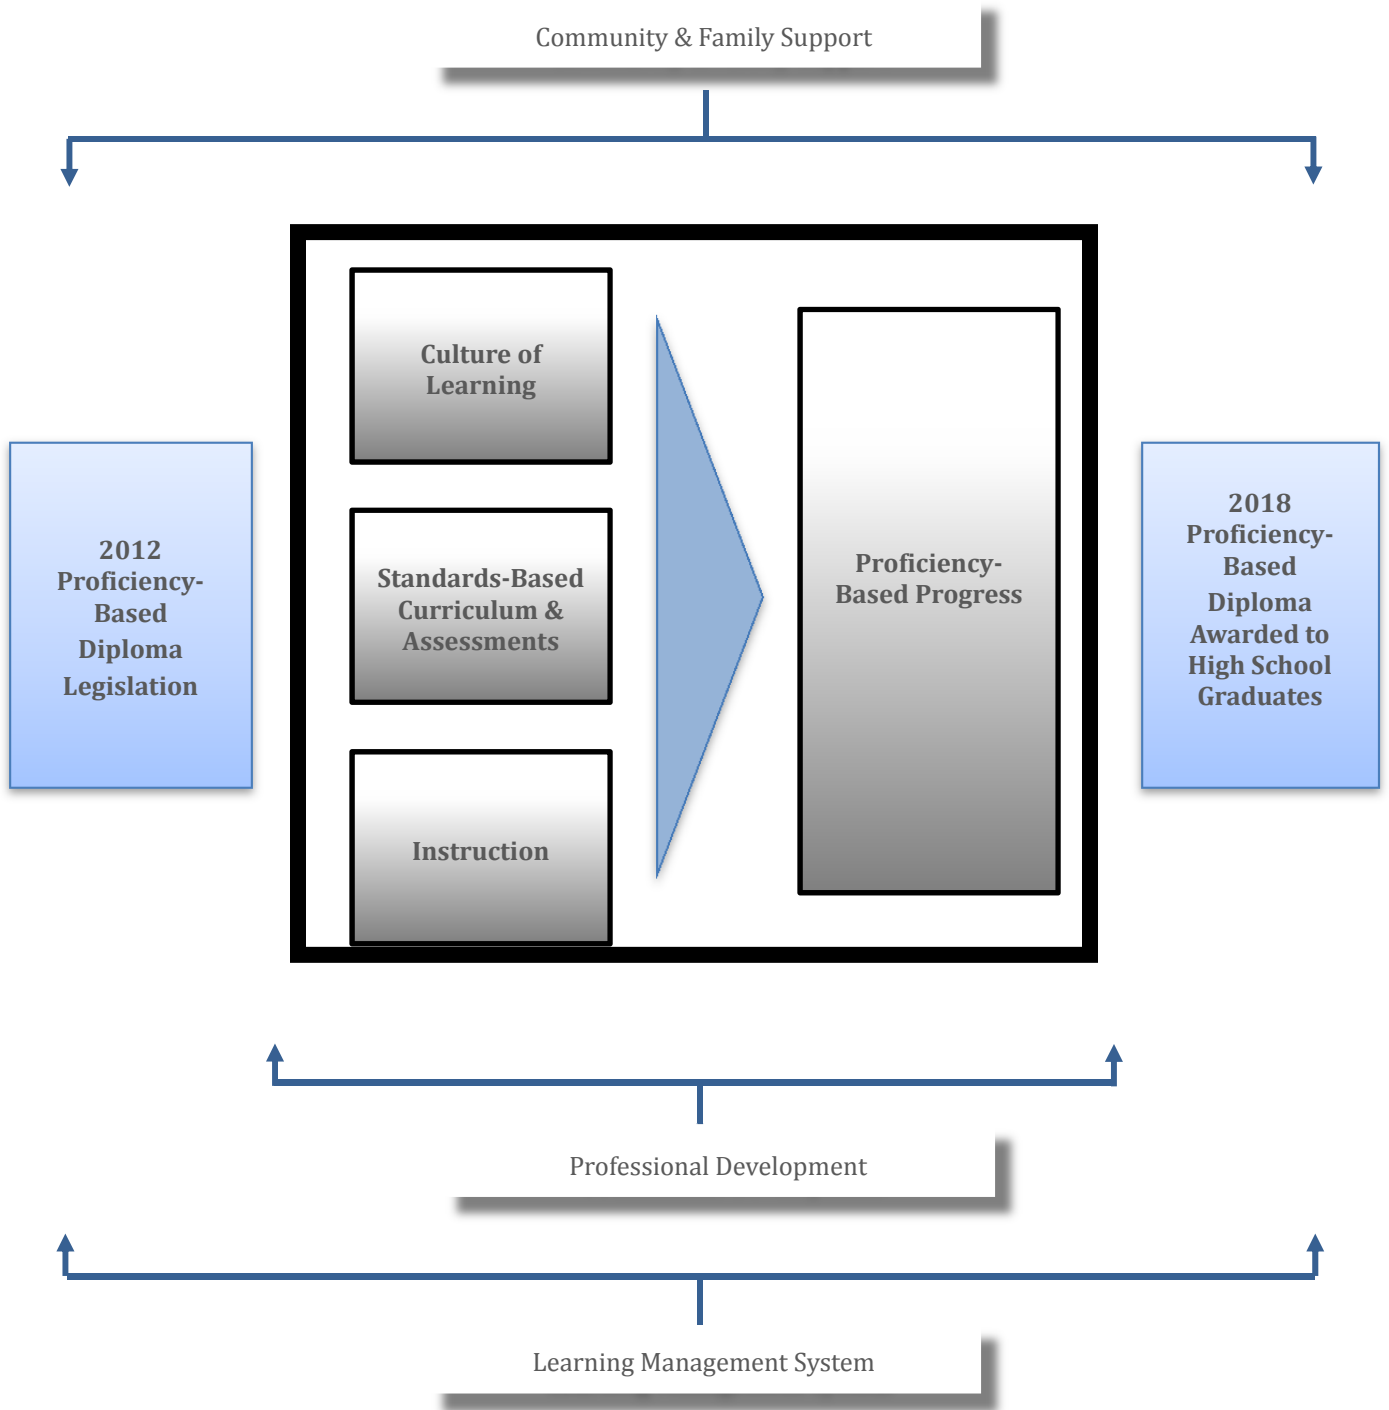 Community & Family Support
Culture of
Learning
2012
Proficiency-
Based
Diploma
Legislation
Standards-Based
Curriculum &
Assessments
Instruction
Proficiency-
Based Progress
2018
Proficiency-
Based
Diploma
Awarded to
High School
Graduates
Professional Development
Learning Management System